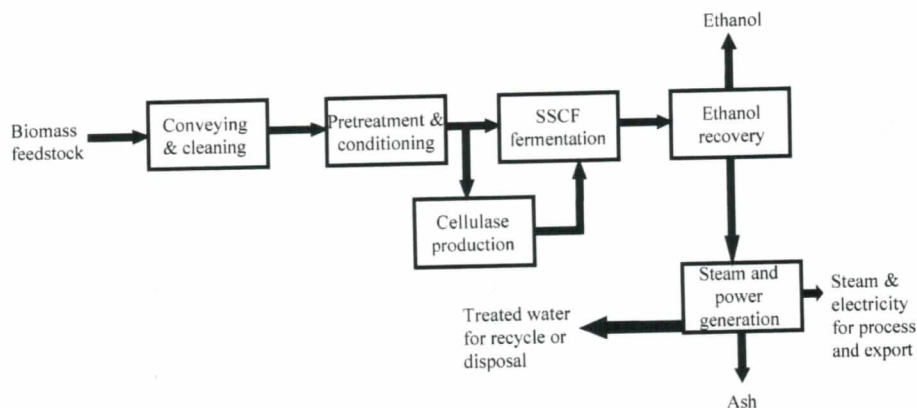 Ethanol
Biomass
feedstock
Conveying
& cleaning
Pretreatment &
conditioning
SSCF
fermentation
Ethanol
recovery
Cellulase
production
Steam and
power
generation
Steam &
electricity
for process
and export
Treated water
for recycle or
disposal
Ash